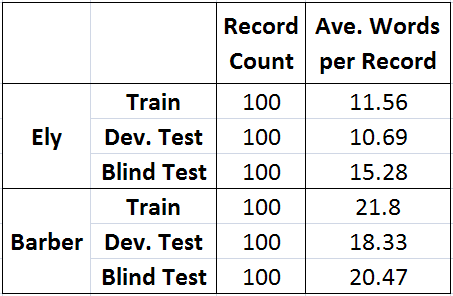 Record Count Ave. Words per Record
Ely Train 100 11.56
Dev. Test 100 10.69
Blind Test 100 15.28
Barber Train 100 21.8
Dev. Test 100 18.33
Blind Test 100 20.47